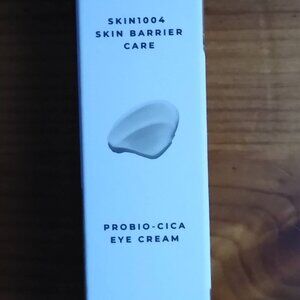 SKIN1004
SKIN BARRIER
CARE
PROBIO-CICA
EYE CREAM